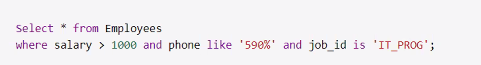 Select * from Employees
where salary > 1000 and phone like '590%' and job_id is 'IT_PROG';